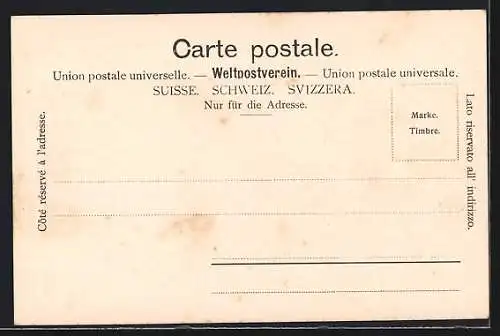 Carte postale.
Union postale universelle. — Weltpostverein. — Union postale universale.
SUISSE. SCHWEIZ. SVIZZERA.
Nur für die Adresse.
Marke.
Timbre.
Côté réservé à l'adresse.
Lato riservato all' indirizzo.